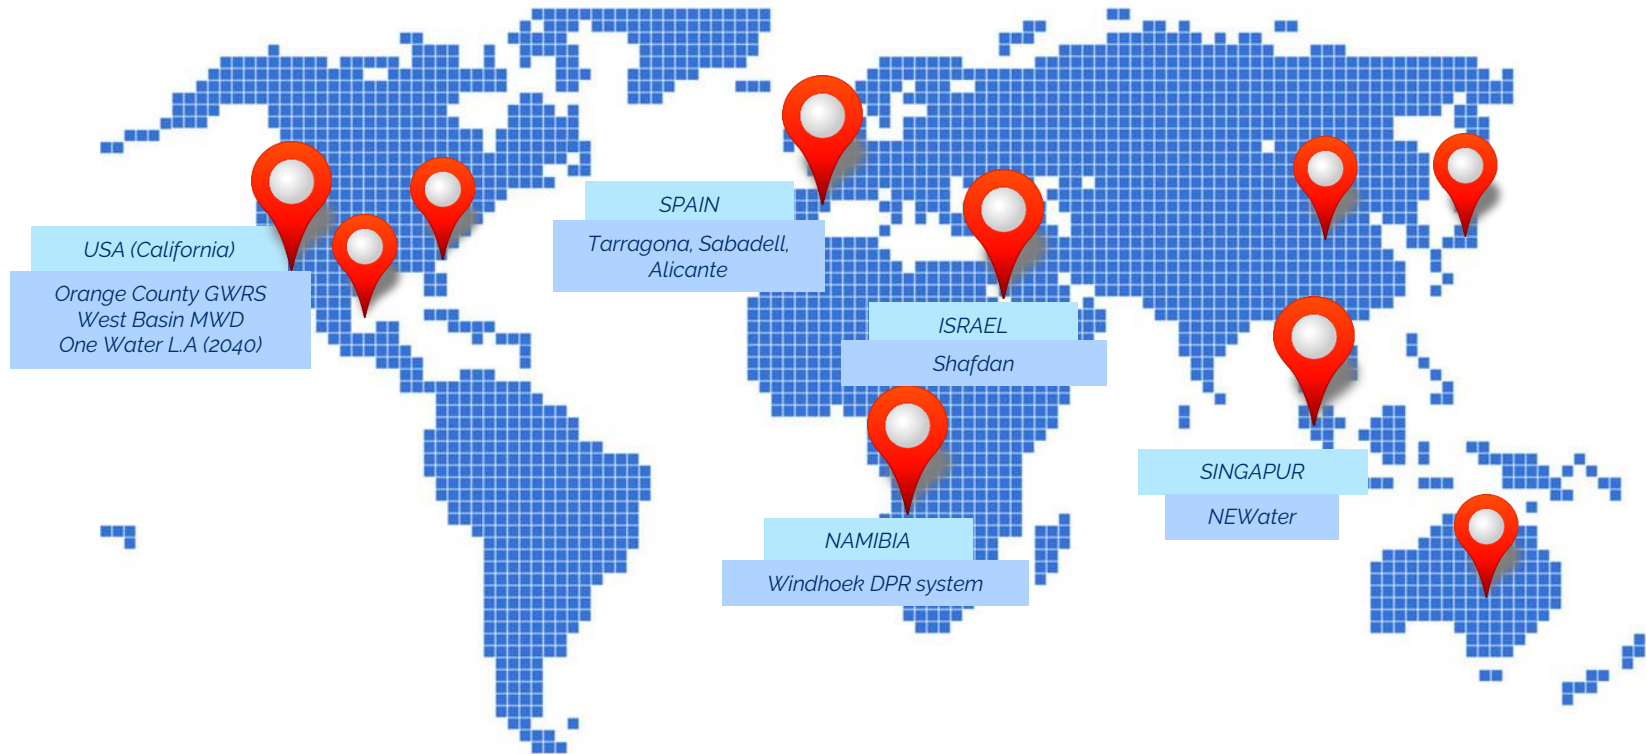 USA (California)
Orange County GWRS
West Basin MWD
One Water L.A (2040)
SPAIN
Tarragona, Sabadell,
Alicante
ISRAEL
Shafdan
NAMIBIA
Windhoek DPR system
SINGAPUR
NEWater